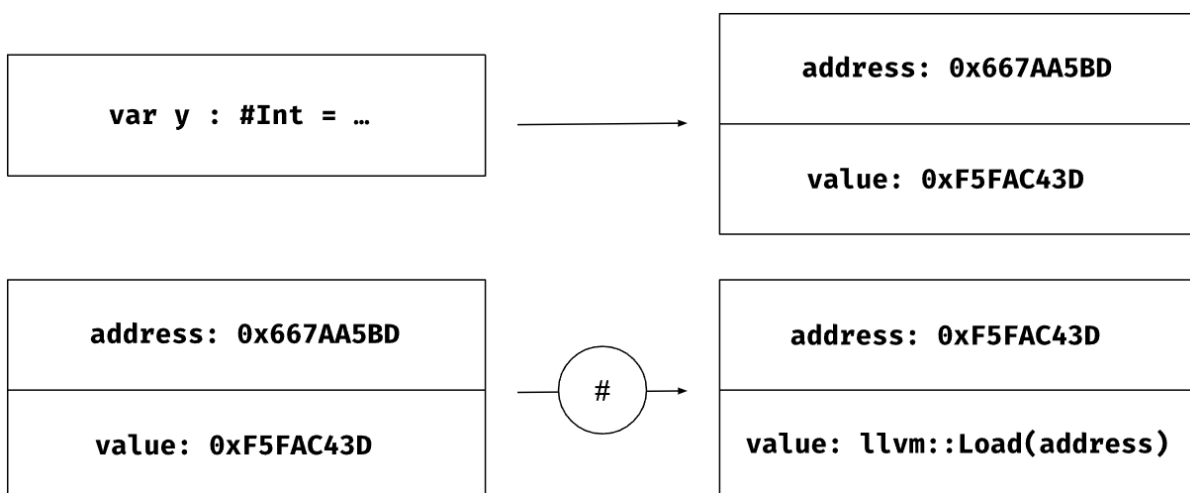 var y : #Int = …
address: 0x667AA5BD
value: 0xF5FAC43D
address: 0x667AA5BD
value: 0xF5FAC43D
#
address: 0xF5FAC43D
value: llvm::Load(address)